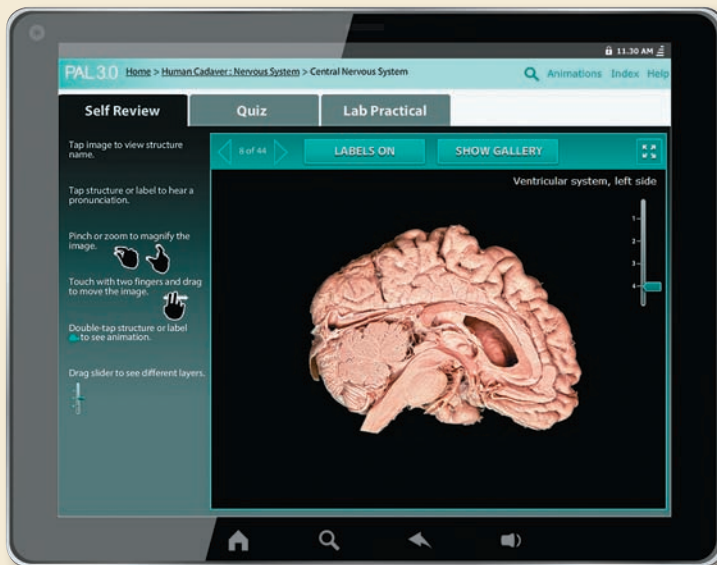 11.30 AM
PAL 3.0 Home > Human Cadaver: Nervous System > Central Nervous System
Animations Index Help
Self Review
Quiz
Lab Practical
Tap image to view structure
name.
Tap structure or label to hear a
pronunciation.
Pinch or zoom to magnify the
image.
Touch with two fingers and drag
to move the image.
Double-tap structure or label
to see animation.
Drag slider to see different layers.
8 of 44
LABELS ON
SHOW GALLERY
Ventricular system, left side
1
2
3
4